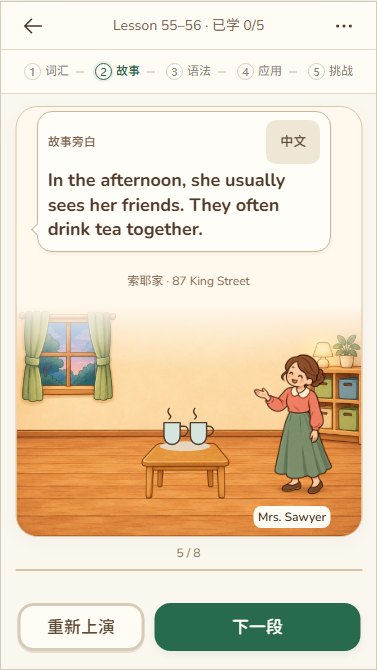 Lesson 55–56 · 已学 0/5
1 词汇 2 故事 3 语法 4 应用 5 挑战
故事旁白
中文
In the afternoon, she usually
sees her friends. They often
drink tea together.
索耶家 · 87 King Street
Mrs. Sawyer
5 / 8
重新上演
下一段